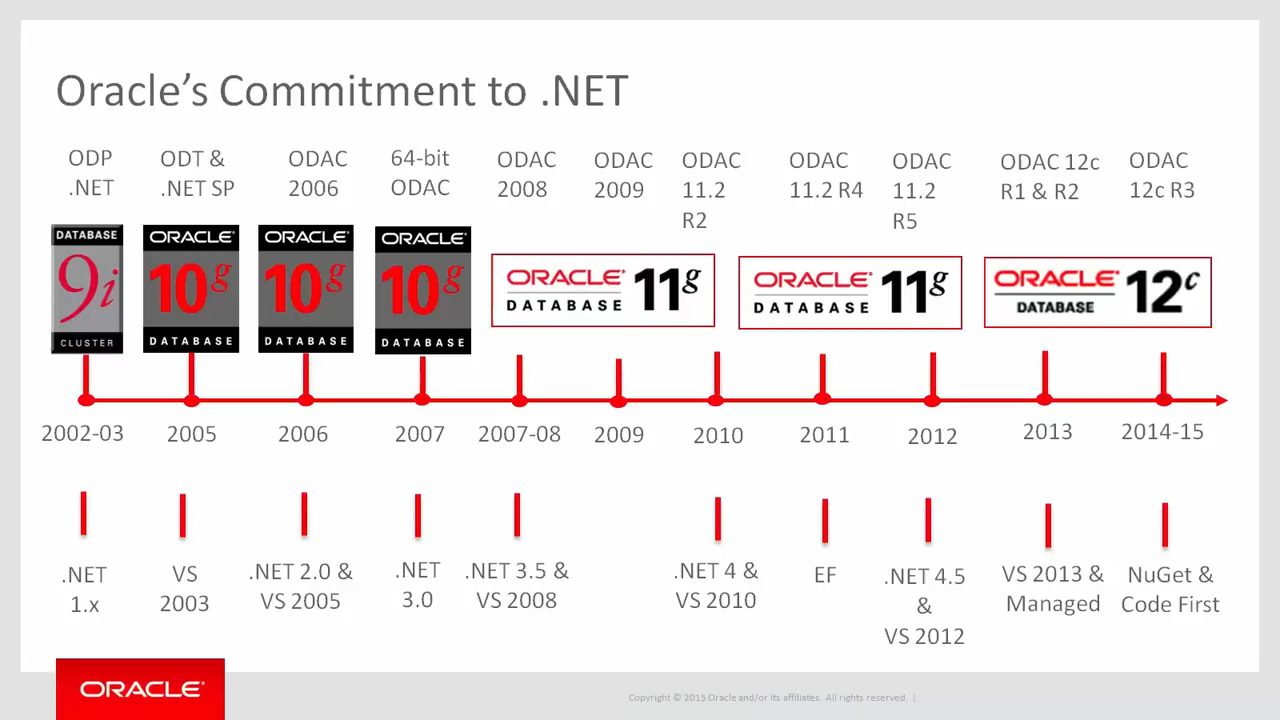 Oracle's Commitment to .NET
ODP
.NET
ODT &
.NET SP
ODAC
2006
64-bit
ODAC
ODAC
2008
ODAC
2009
ODAC
11.2
R2
ODAC
11.2 R4
ODAC
11.2
R5
ODAC 12c
R1 & R2
ODAC
12c R3
DATABASE
9i
CLUSTER
ORACLE
10g
DATABASE
ORACLE
10g
DATABASE
ORACLE
10g
DATABASE
ORACLE
DATABASE
11g
ORACLE
DATABASE
11g
ORACLE
DATABASE
12c
2002-03
2005
2006
2007
2007-08
2009
2010
2011
2012
2013
2014-15
.NET
1.x
VS
2003
.NET 2.0 &
VS 2005
.NET
3.0
.NET 3.5 &
VS 2008
.NET 4 &
VS 2010
EF
.NET 4.5
&
VS 2012
VS 2013 &
Managed
NuGet &
Code First
ORACLE
Copyright © 2015 Oracle and/or its affiliates. All rights reserved. |